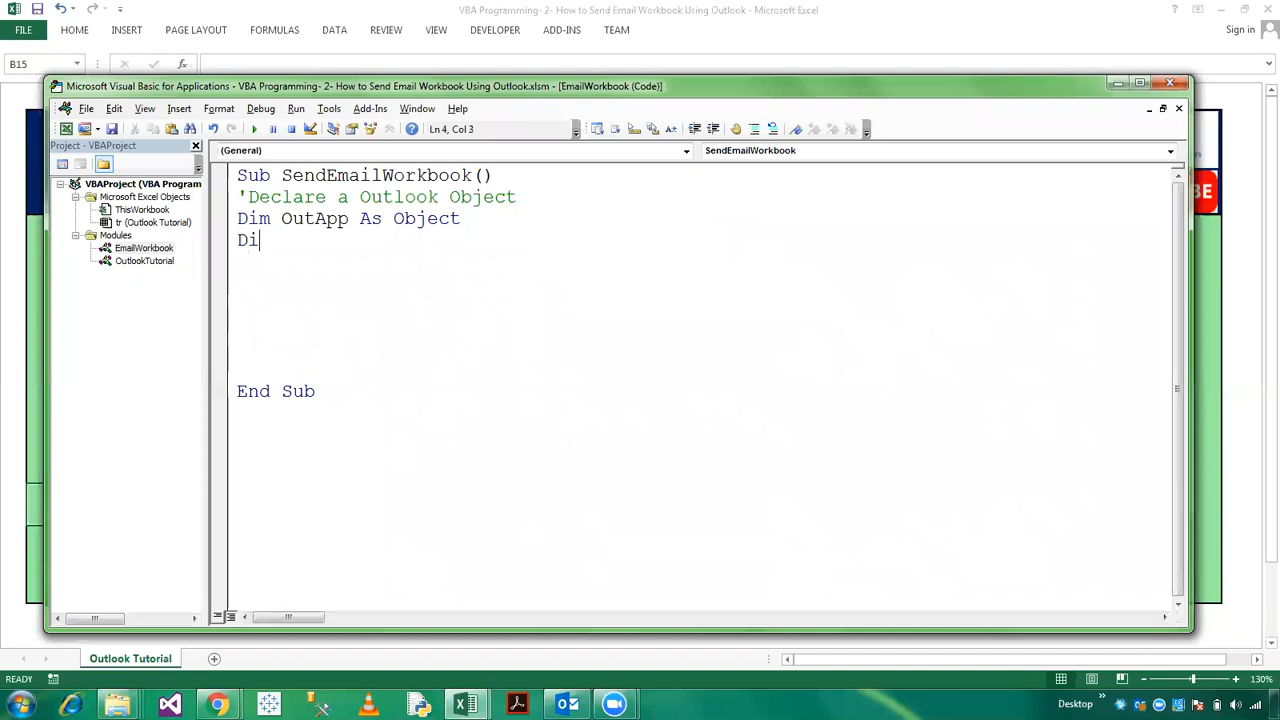 VBA Programming- 2- How to Send Email Workbook Using Outlook - Microsoft Excel
FILE HOME INSERT PAGE LAYOUT FORMULAS DATA REVIEW VIEW DEVELOPER ADD-INS TEAM Sign in
B15
Microsoft Visual Basic for Applications - VBA Programming- 2- How to Send Email Workbook Using Outlook.xlsm - [EmailWorkbook (Code)]
File Edit View Insert Format Debug Run Tools Add-Ins Window Help
Ln 4, Col 3
Project - VBAProject
(General) SendEmailWorkbook
VBAProject (VBA Program
Microsoft Excel Objects
ThisWorkbook
tr (Outlook Tutorial)
Modules
EmailWorkbook
OutlookTutorial
Sub SendEmailWorkbook()
'Declare a Outlook Object
Dim OutApp As Object
Di
End Sub
BE
Outlook Tutorial
READY 130%
Desktop